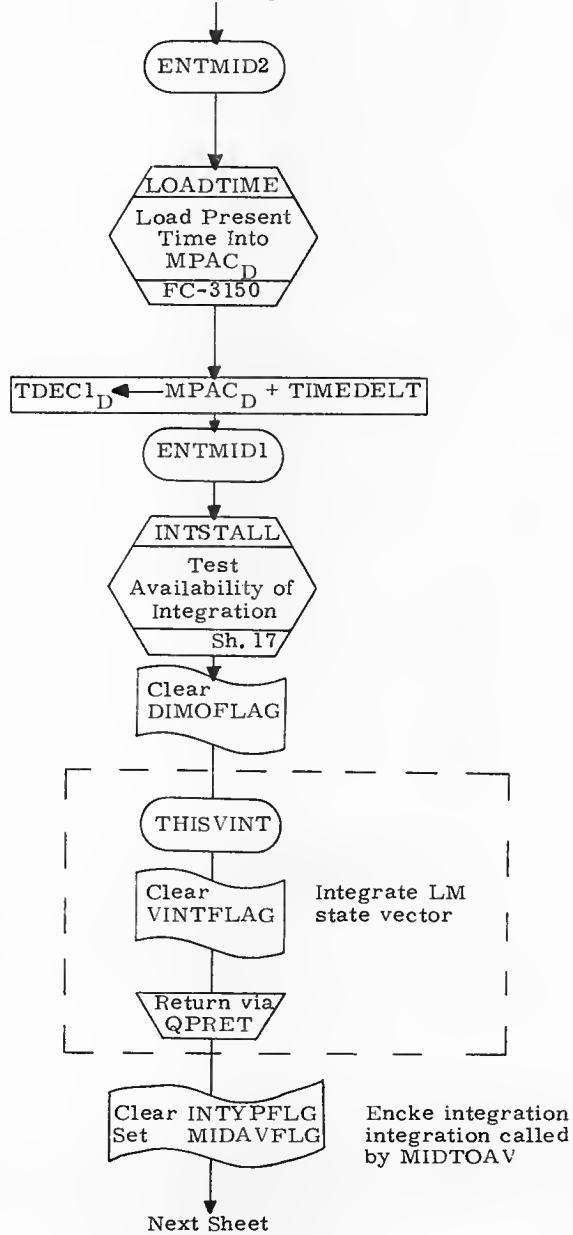 ENTMID2
LOADTIME
Load Present
Time Into
MPAC_D
FC-3150
TDEC1_D ← MPAC_D + TIMEDELT
ENTMID1
INTSTALL
Test
Availability of
Integration
Sh. 17
Clear
DIMOFLAG
THISVINT
Clear
VINTFLAG
Integrate LM
state vector
Return via
QPRET
Clear INTYPFLG
Set MIDAVFLG
Encke integration
integration called
by MIDTOAV
Next Sheet